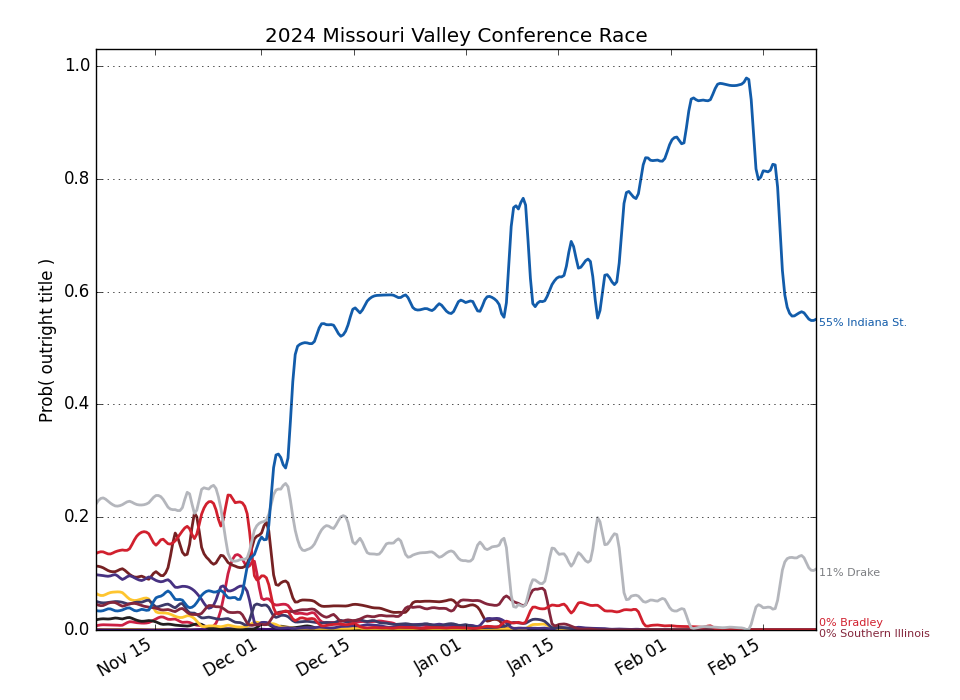 2024 Missouri Valley Conference Race
Prob( outright title )
1.0
0.8
0.6
0.4
0.2
0.0
Nov 15
Dec 01
Dec 15
Jan 01
Jan 15
Feb 01
Feb 15
55% Indiana St.
11% Drake
0% Bradley
0% Southern Illinois